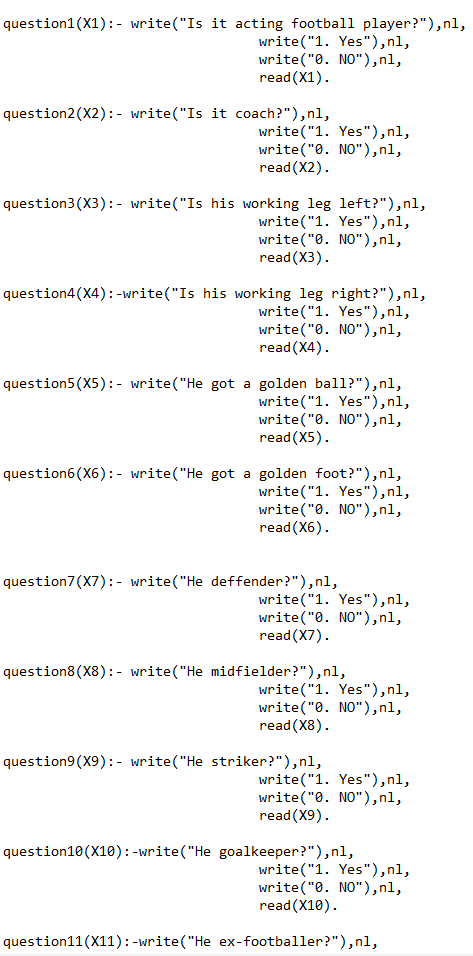 question1(X1):- write("Is it acting football player?"),nl,
write("1. Yes"),nl,
write("0. NO"),nl,
read(X1).
question2(X2):- write("Is it coach?"),nl,
write("1. Yes"),nl,
write("0. NO"),nl,
read(X2).
question3(X3):- write("Is his working leg left?"),nl,
write("1. Yes"),nl,
write("0. NO"),nl,
read(X3).
question4(X4):-write("Is his working leg right?"),nl,
write("1. Yes"),nl,
write("0. NO"),nl,
read(X4).
question5(X5):- write("He got a golden ball?"),nl,
write("1. Yes"),nl,
write("0. NO"),nl,
read(X5).
question6(X6):- write("He got a golden foot?"),nl,
write("1. Yes"),nl,
write("0. NO"),nl,
read(X6).
question7(X7):- write("He deffender?"),nl,
write("1. Yes"),nl,
write("0. NO"),nl,
read(X7).
question8(X8):- write("He midfielder?"),nl,
write("1. Yes"),nl,
write("0. NO"),nl,
read(X8).
question9(X9):- write("He striker?"),nl,
write("1. Yes"),nl,
write("0. NO"),nl,
read(X9).
question10(X10):-write("He goalkeeper?"),nl,
write("1. Yes"),nl,
write("0. NO"),nl,
read(X10).
question11(X11):-write("He ex-footballer?"),nl,